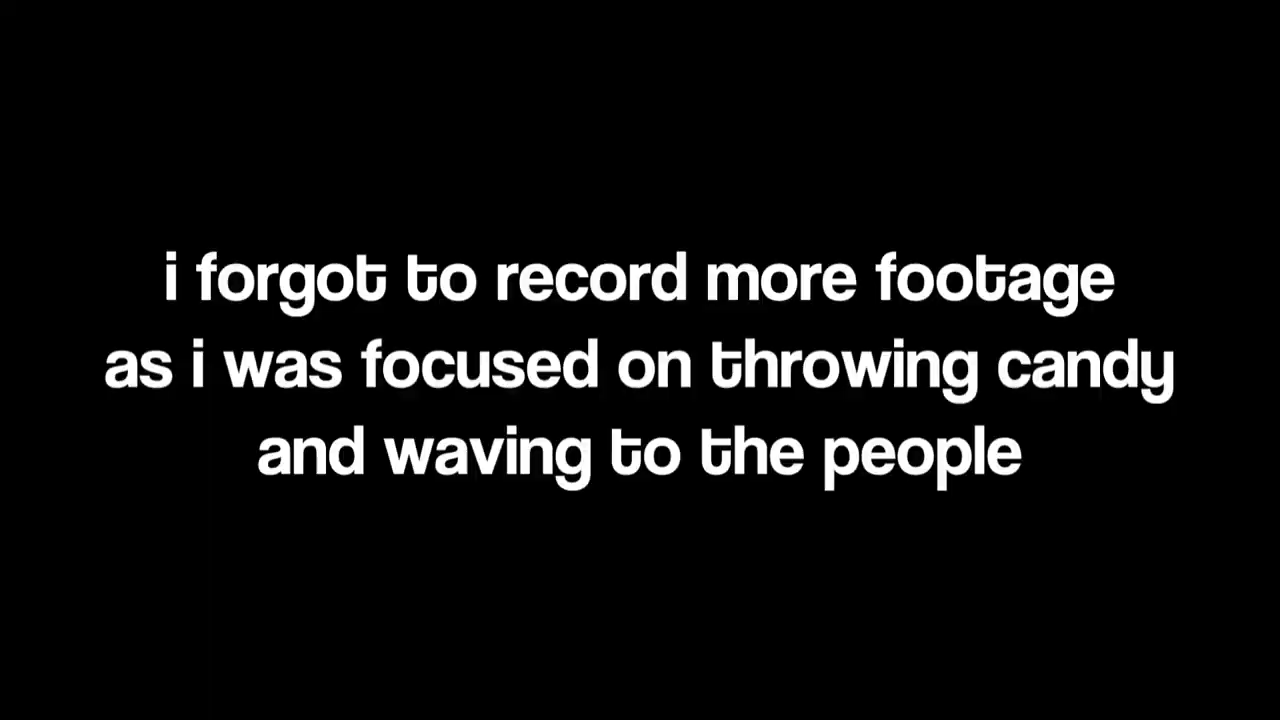 i forgot to record more footage
as i was focused on throwing candy
and waving to the people